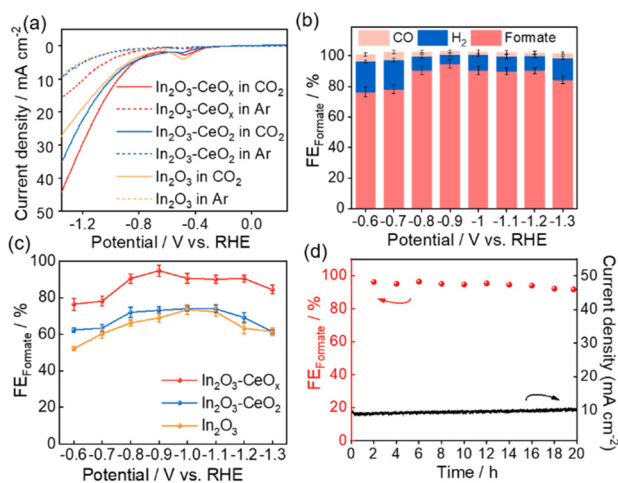 (a)
Current density / mA cm⁻²
0
10
20
30
40
50
In₂O₃-CeOₓ in CO₂
In₂O₃-CeOₓ in Ar
In₂O₃-CeO₂ in CO₂
In₂O₃-CeO₂ in Ar
In₂O₃ in CO₂
In₂O₃ in Ar
-1.2 -0.8 -0.4 0.0
Potential / V vs. RHE
(b)
CO H₂ Formate
FE_Formate / %
100
80
60
40
20
0
-0.6 -0.7 -0.8 -0.9 -1 -1.1 -1.2 -1.3
Potential / V vs. RHE
(c)
FE_Formate / %
100
80
60
40
20
0
In₂O₃-CeOₓ
In₂O₃-CeO₂
In₂O₃
-0.6 -0.7 -0.8 -0.9 -1.0 -1.1 -1.2 -1.3
Potential / V vs. RHE
(d)
FE_Formate / %
100
80
60
40
20
0
Current density (mA cm⁻²)
50
40
30
20
10
0
0 2 4 6 8 10 12 14 16 18 20
Time / h